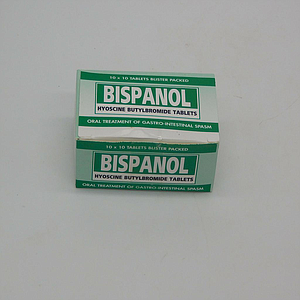 10 x 10 TABLETS BLISTER PACKED
BISPANOL
HYOSCINE BUTYLBROMIDE TABLETS
ORAL TREATMENT OF GASTRO-INTESTINAL SPASM
10 x 10 TABLETS BLISTER PACKED
BISPANOL
HYOSCINE BUTYLBROMIDE TABLETS
ORAL TREATMENT OF GASTRO-INTESTINAL SPASM